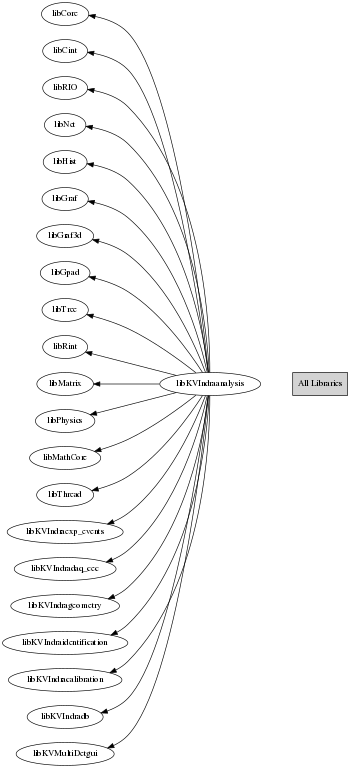 libCore
libCint
libRIO
libNet
libHist
libGraf
libGraf3d
libGpad
libTree
libRint
libKVIndraanalysis
All Libraries
libMatrix
libPhysics
libMathCore
libThread
libKVIndraexp_events
libKVIndradaq_ccc
libKVIndrageometry
libKVIndraidentification
libKVIndracalibration
libKVIndradb
libKVMultiDetgui